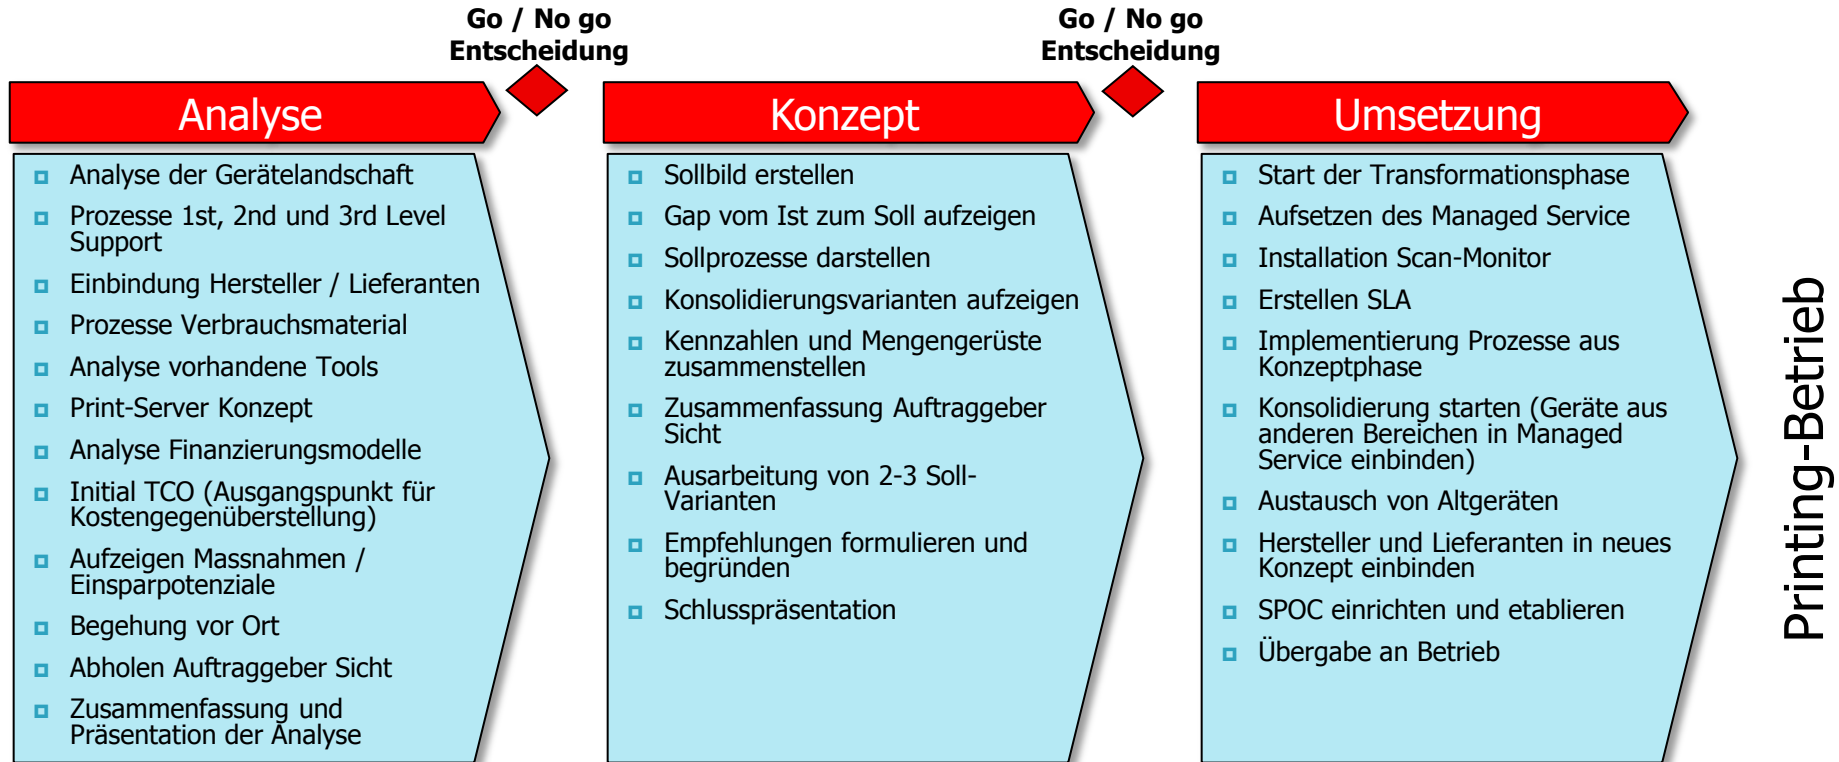 Go / No go
Entscheidung
Go / No go
Entscheidung
Analyse
Analyse der Gerätelandschaft
Prozesse 1st, 2nd und 3rd Level
Support
Einbindung Hersteller / Lieferanten
Prozesse Verbrauchsmaterial
Analyse vorhandene Tools
Print-Server Konzept
Analyse Finanzierungsmodelle
Initial TCO (Ausgangspunkt für
Kostengegenüberstellung)
Aufzeigen Massnahmen /
Einsparpotenziale
Begehung vor Ort
Abholen Auftraggeber Sicht
Zusammenfassung und
Präsentation der Analyse
Konzept
Sollbild erstellen
Gap vom Ist zum Soll aufzeigen
Sollprozesse darstellen
Konsolidierungsvarianten aufzeigen
Kennzahlen und Mengengerüste
zusammenstellen
Zusammenfassung Auftraggeber
Sicht
Ausarbeitung von 2-3 Soll-
Varianten
Empfehlungen formulieren und
begründen
Schlusspräsentation
Umsetzung
Start der Transformationsphase
Aufsetzen des Managed Service
Installation Scan-Monitor
Erstellen SLA
Implementierung Prozesse aus
Konzeptphase
Konsolidierung starten (Geräte aus
anderen Bereichen in Managed
Service einbinden)
Austausch von Altgeräten
Hersteller und Lieferanten in neues
Konzept einbinden
SPOC einrichten und etablieren
Übergabe an Betrieb
Printing-Betrieb